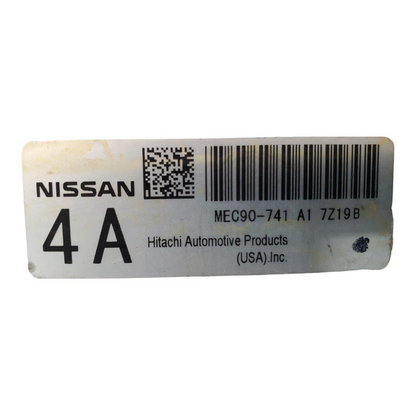 NISSAN
MEC90-741 A1 7Z19B
4A
Hitachi Automotive Products
(USA).Inc.